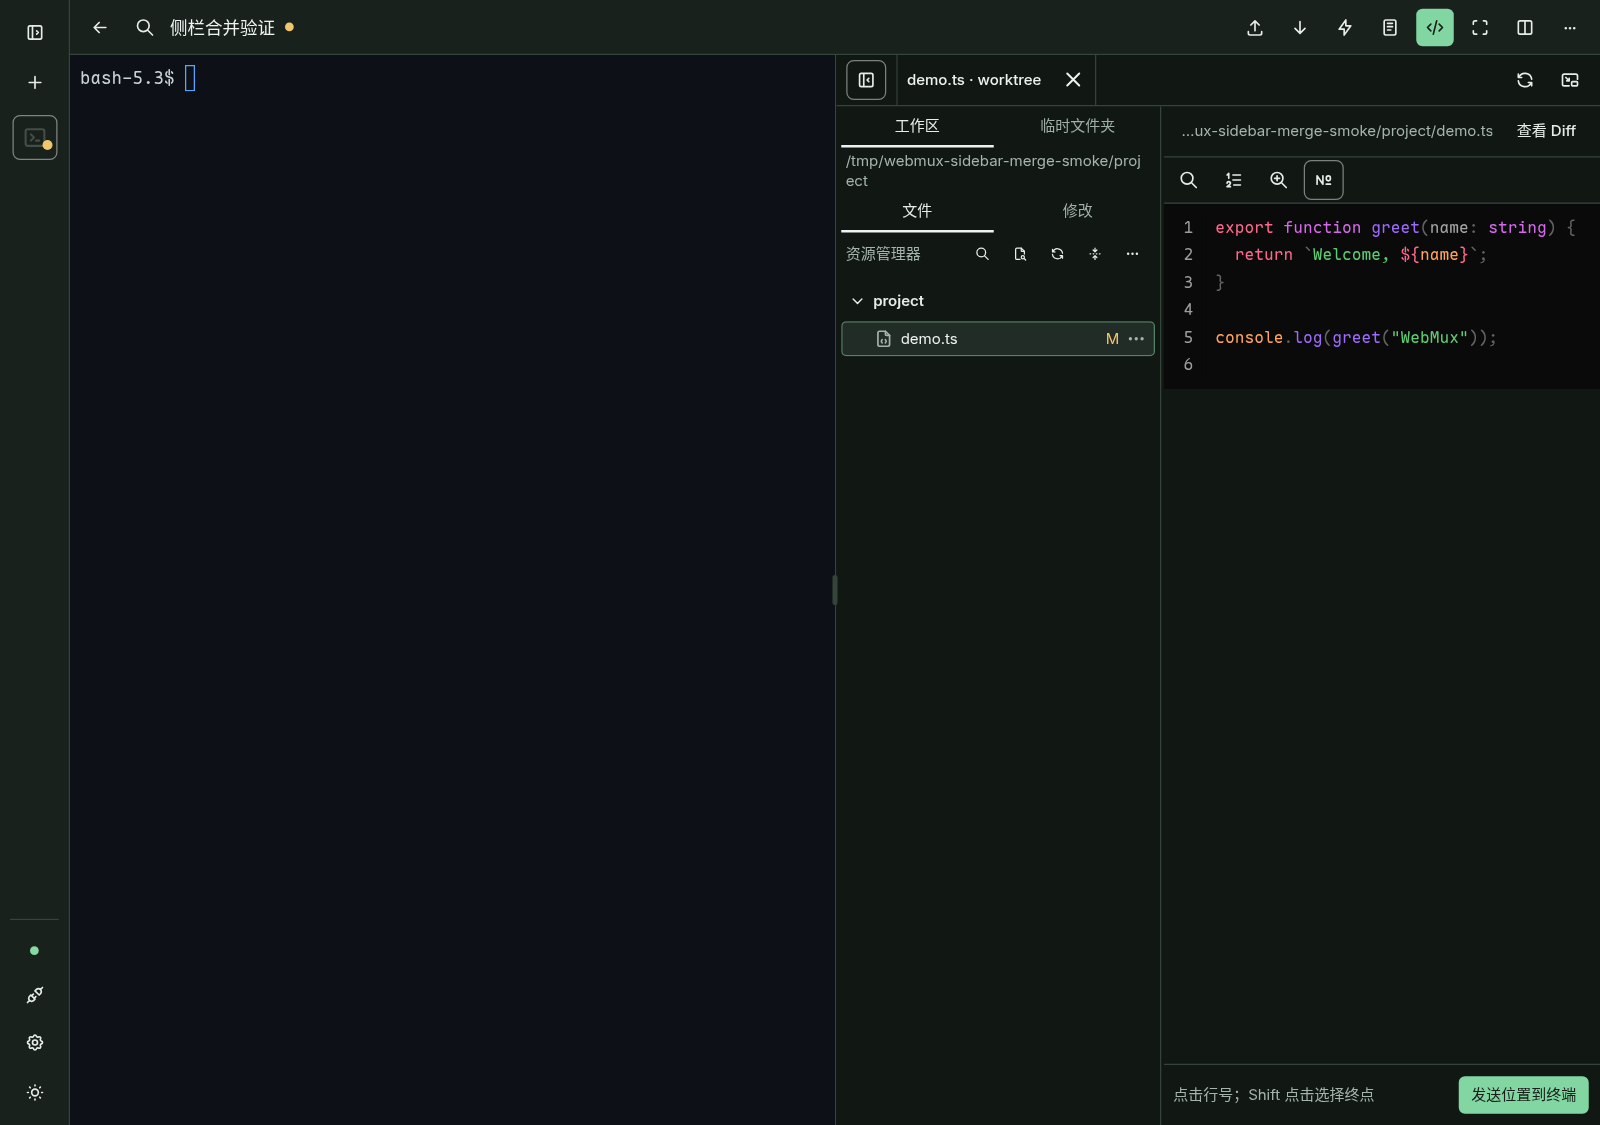 侧栏合并验证
bash-5.3$
demo.ts · worktree
工作区 临时文件夹
/tmp/webmux-sidebar-merge-smoke/proj
ect
文件 修改
资源管理器
project
demo.ts M
...ux-sidebar-merge-smoke/project/demo.ts 查看 Diff
Nº
1 export function greet(name: string) {
2   return `Welcome, ${name}`;
3 }
4
5 console.log(greet("WebMux"));
6
点击行号；Shift 点击选择终点 发送位置到终端